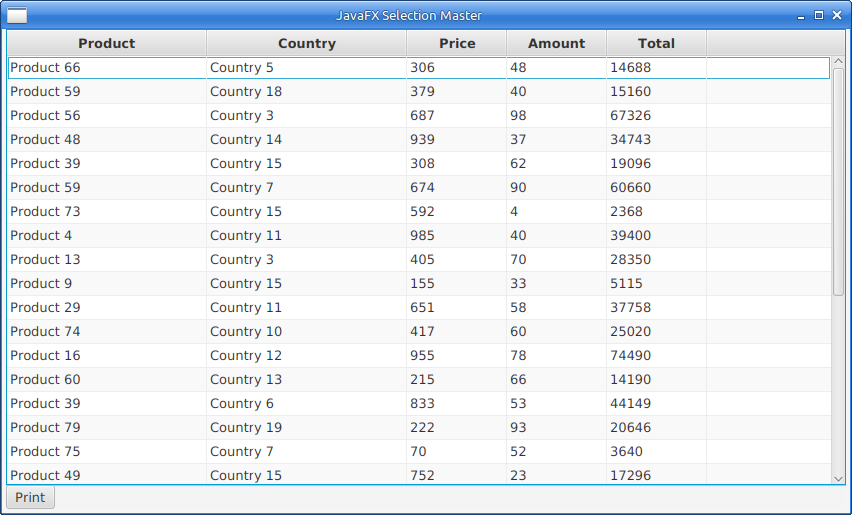 JavaFX Selection Master
Product Country Price Amount Total
Product 66 Country 5 306 48 14688
Product 59 Country 18 379 40 15160
Product 56 Country 3 687 98 67326
Product 48 Country 14 939 37 34743
Product 39 Country 15 308 62 19096
Product 59 Country 7 674 90 60660
Product 73 Country 15 592 4 2368
Product 4 Country 11 985 40 39400
Product 13 Country 3 405 70 28350
Product 9 Country 15 155 33 5115
Product 29 Country 11 651 58 37758
Product 74 Country 10 417 60 25020
Product 16 Country 12 955 78 74490
Product 60 Country 13 215 66 14190
Product 39 Country 6 833 53 44149
Product 79 Country 19 222 93 20646
Product 75 Country 7 70 52 3640
Product 49 Country 15 752 23 17296
Print